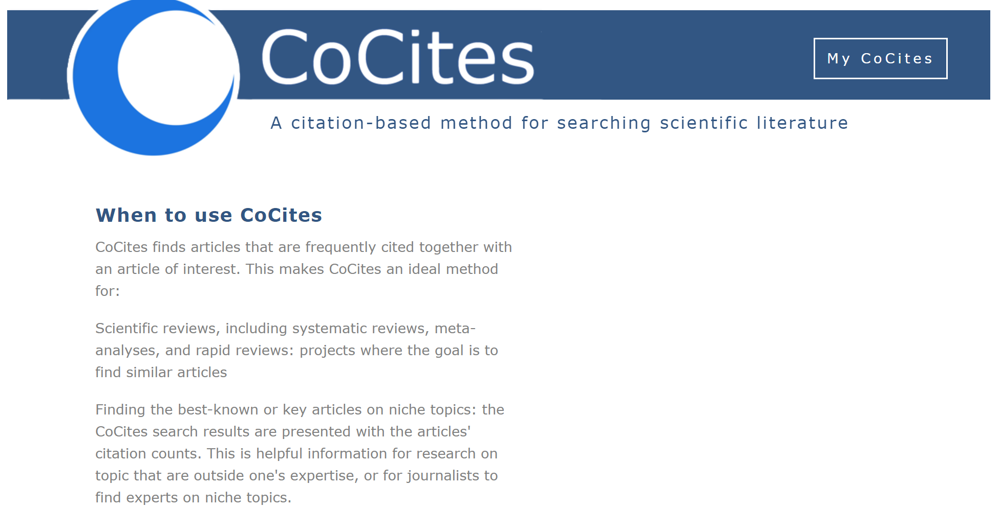 CoCites
My CoCites
A citation-based method for searching scientific literature
When to use CoCites
CoCites finds articles that are frequently cited together with
an article of interest. This makes CoCites an ideal method
for:
Scientific reviews, including systematic reviews, meta-
analyses, and rapid reviews: projects where the goal is to
find similar articles
Finding the best-known or key articles on niche topics: the
CoCites search results are presented with the articles'
citation counts. This is helpful information for research on
topic that are outside one's expertise, or for journalists to
find experts on niche topics.